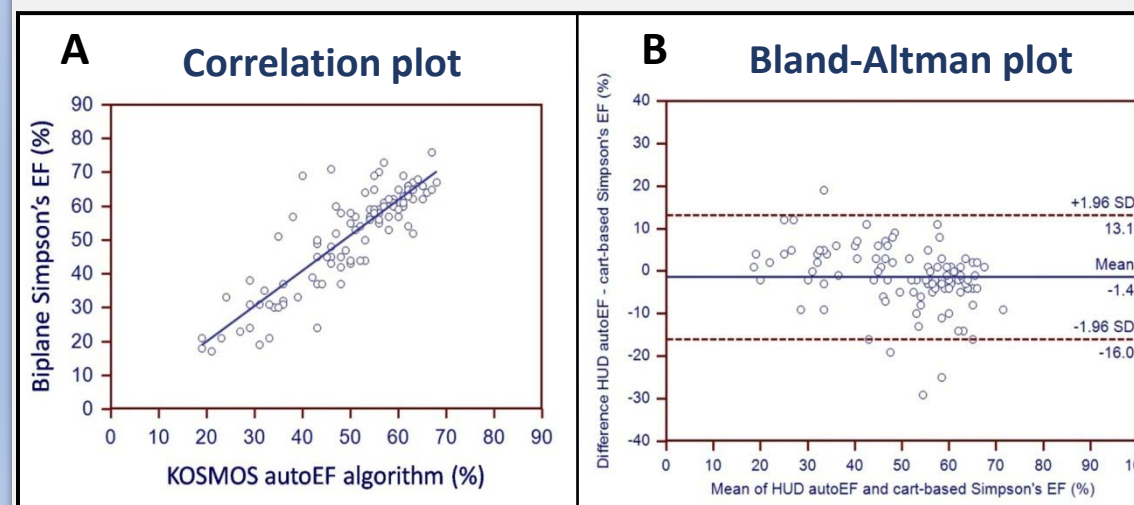 A
Correlation plot
Biplane Simpson's EF (%)
90
80
70
60
50
40
30
20
10
0
0 10 20 30 40 50 60 70 80 90
KOSMOS autoEF algorithm (%)
B
Bland-Altman plot
Difference HUD autoEF - cart-based Simpson's EF (%)
40
30
20
10
0
-10
-20
-30
-40
+1.96 SD
13.1
Mean
-1.4
-1.96 SD
-16.0
0 10 20 30 40 50 60 70 80 90
Mean of HUD autoEF and cart-based Simpson's EF (%)